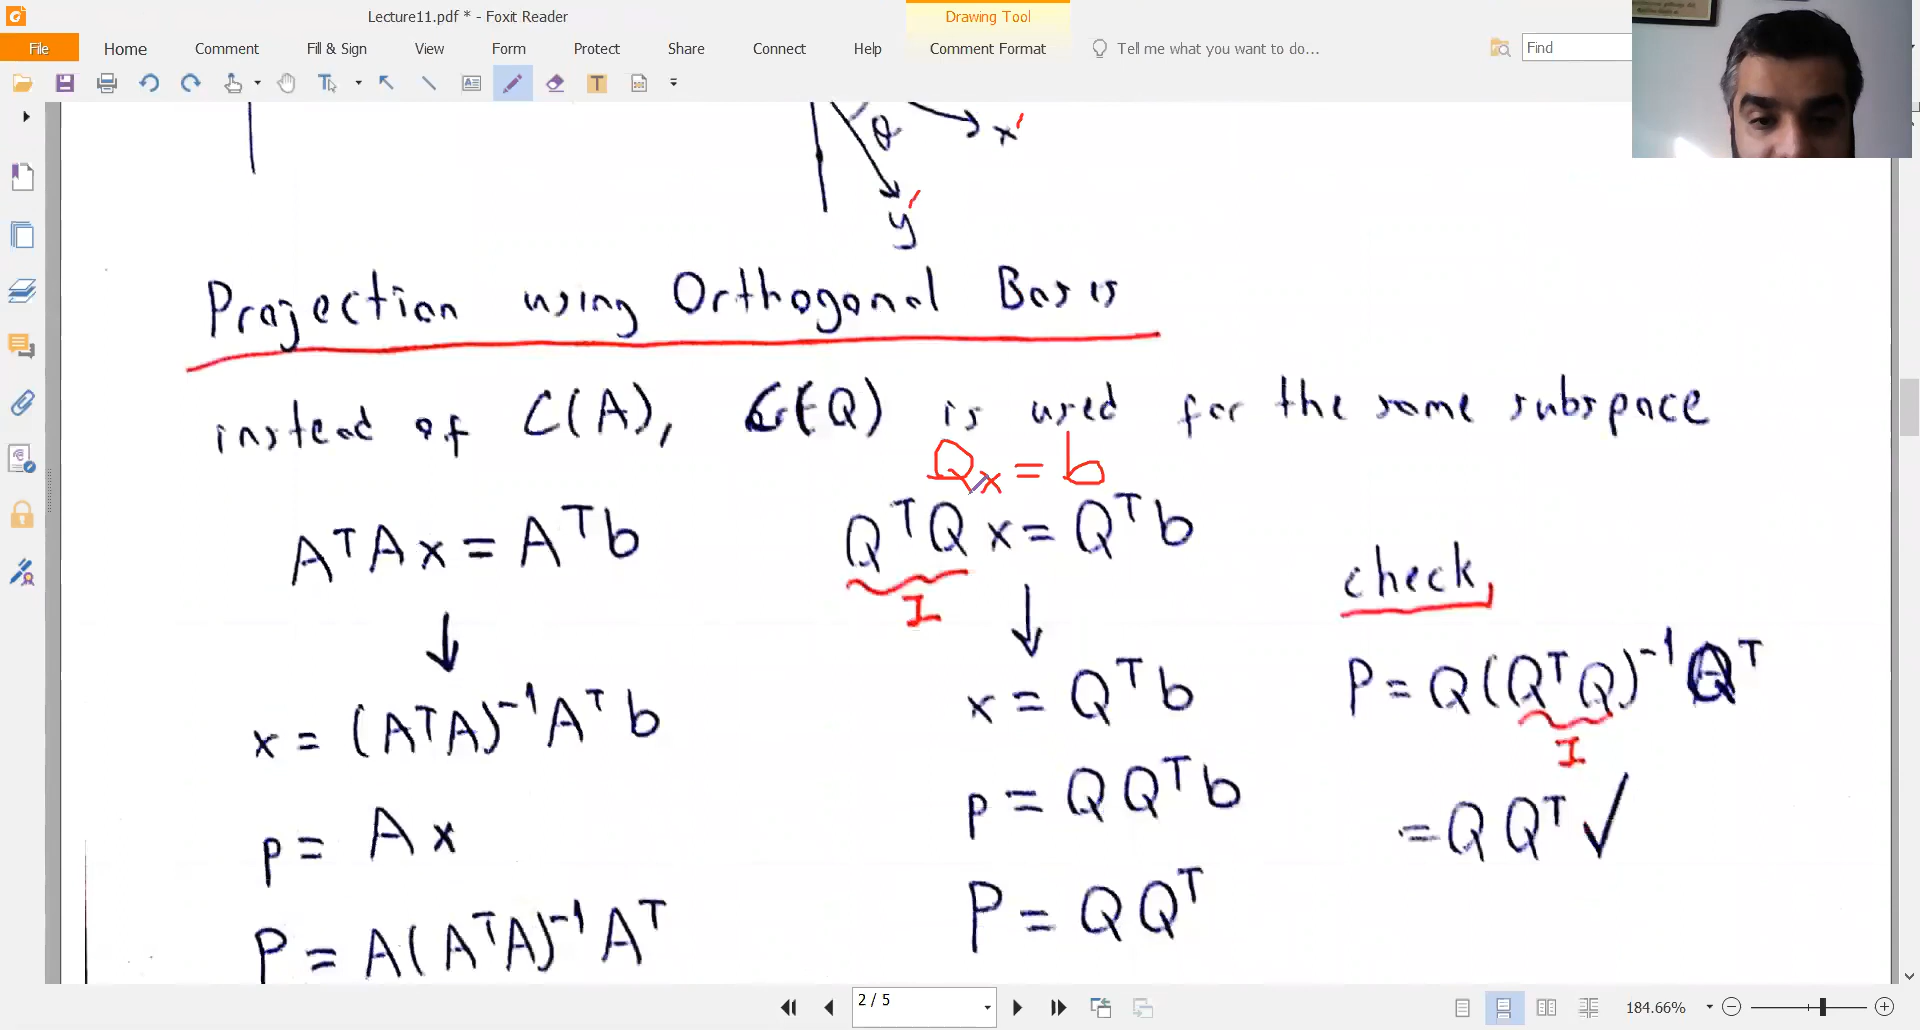 Lecture11.pdf * - Foxit Reader
Drawing Tool
File Home Comment Fill & Sign View Form Protect Share Connect Help Comment Format Tell me what you want to do... Find
θ
x'
y'
Projection using Orthogonal Basis
instead of C(A), C(Q) is used for the same subspace
Qx = b
AᵀAx = Aᵀb
QᵀQx = Qᵀb
I
check,
↓
↓
x = (AᵀA)⁻¹Aᵀb
x = Qᵀb
P = Q(QᵀQ)⁻¹Qᵀ
I
p = Ax
p = QQᵀb
= QQᵀ ✓
P = A(AᵀA)⁻¹Aᵀ
P = QQᵀ
2 / 5
184.66%